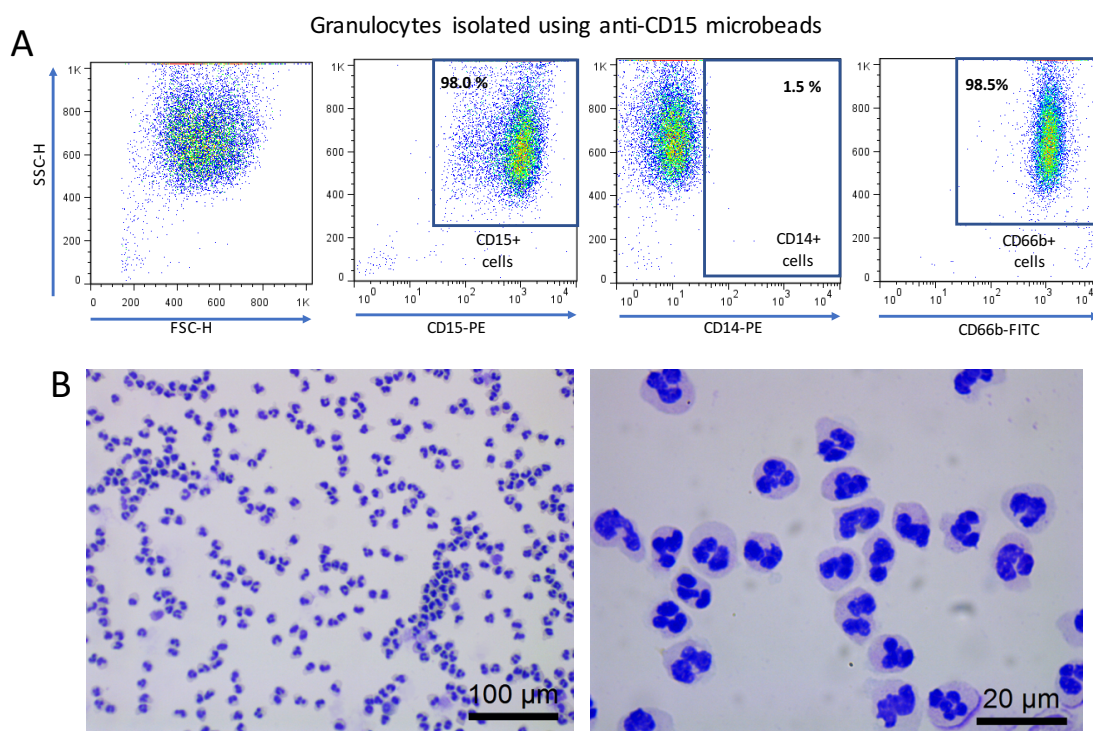 Granulocytes isolated using anti-CD15 microbeads
A
SSC-H
1K
800
600
400
200
0
0 200 400 600 800 1K
FSC-H
1K
800
600
400
200
0
98.0 %
CD15+
cells
10⁰ 10¹ 10² 10³ 10⁴
CD15-PE
1K
800
600
400
200
0
1.5 %
CD14+
cells
10⁰ 10¹ 10² 10³ 10⁴
CD14-PE
1K
800
600
400
200
0
98.5%
CD66b+
cells
10⁰ 10¹ 10² 10³ 10⁴
CD66b-FITC
B
100 µm
20 µm